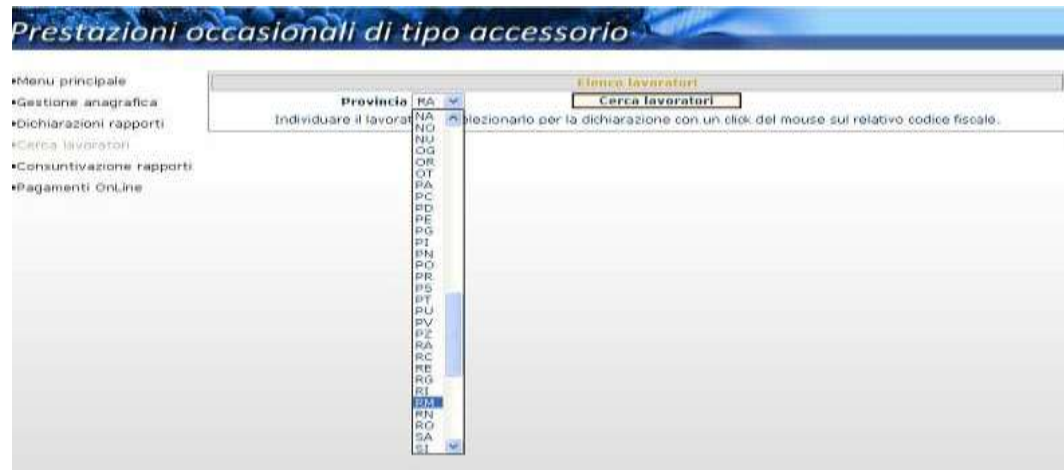 Prestazioni occasionali di tipo accessorio
•Menu principale
•Gestione anagrafica
•Dichiarazioni rapporti
•Cerca lavoratori
•Consuntivazione rapporti
•Pagamenti OnLine
Elenco lavoratori
Provincia RA Cerca lavoratori
Individuare il lavorat lezionarlo per la dichiarazione con un click del mouse sul relativo codice fiscale.
NA
NO
NU
OG
OR
OT
PA
PC
PD
PE
PG
PI
PN
PO
PR
PS
PT
PU
PV
PZ
RA
RC
RE
RG
RI
RM
RN
RO
SA
SI